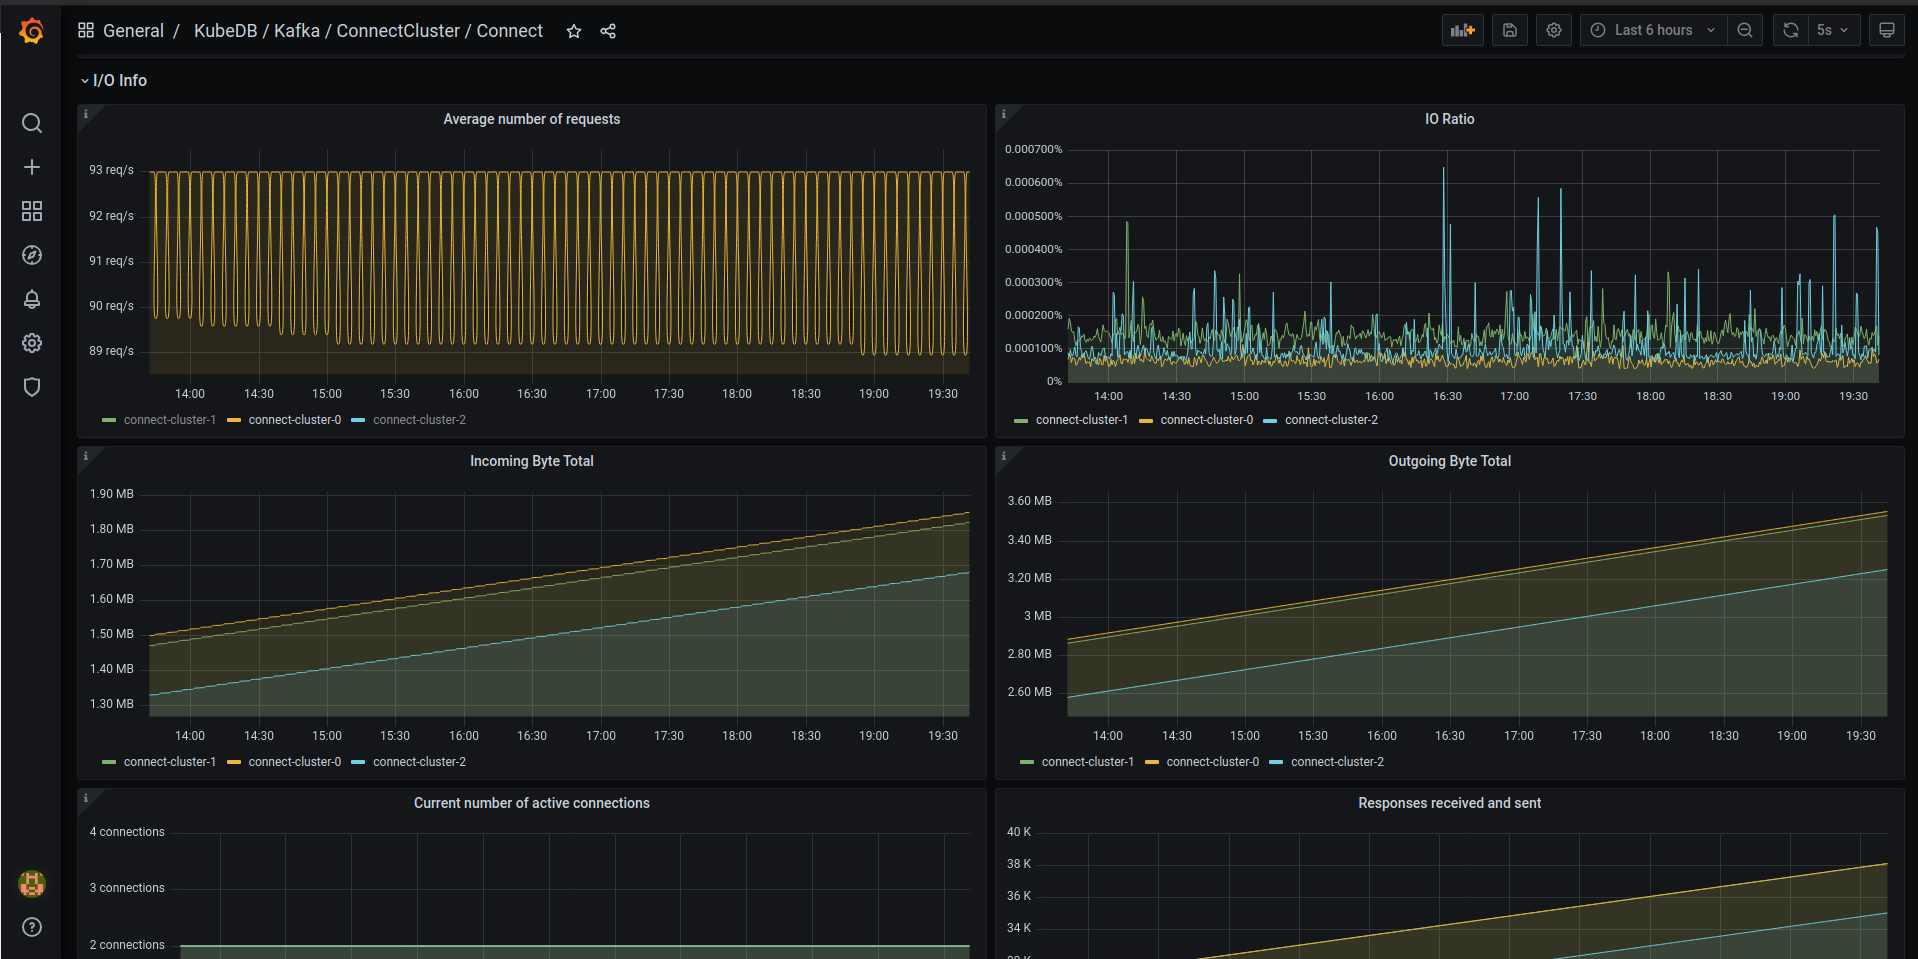 General / KubeDB / Kafka / ConnectCluster / Connect
Last 6 hours
5s
I/O Info
Average number of requests
93 req/s
92 req/s
91 req/s
90 req/s
89 req/s
14:00 14:30 15:00 15:30 16:00 16:30 17:00 17:30 18:00 18:30 19:00 19:30
connect-cluster-1 connect-cluster-0 connect-cluster-2
IO Ratio
0.000700%
0.000600%
0.000500%
0.000400%
0.000300%
0.000200%
0.000100%
0%
14:00 14:30 15:00 15:30 16:00 16:30 17:00 17:30 18:00 18:30 19:00 19:30
connect-cluster-1 connect-cluster-0 connect-cluster-2
Incoming Byte Total
1.90 MB
1.80 MB
1.70 MB
1.60 MB
1.50 MB
1.40 MB
1.30 MB
14:00 14:30 15:00 15:30 16:00 16:30 17:00 17:30 18:00 18:30 19:00 19:30
connect-cluster-1 connect-cluster-0 connect-cluster-2
Outgoing Byte Total
3.60 MB
3.40 MB
3.20 MB
3 MB
2.80 MB
2.60 MB
14:00 14:30 15:00 15:30 16:00 16:30 17:00 17:30 18:00 18:30 19:00 19:30
connect-cluster-1 connect-cluster-0 connect-cluster-2
Current number of active connections
4 connections
3 connections
2 connections
Responses received and sent
40 K
38 K
36 K
34 K